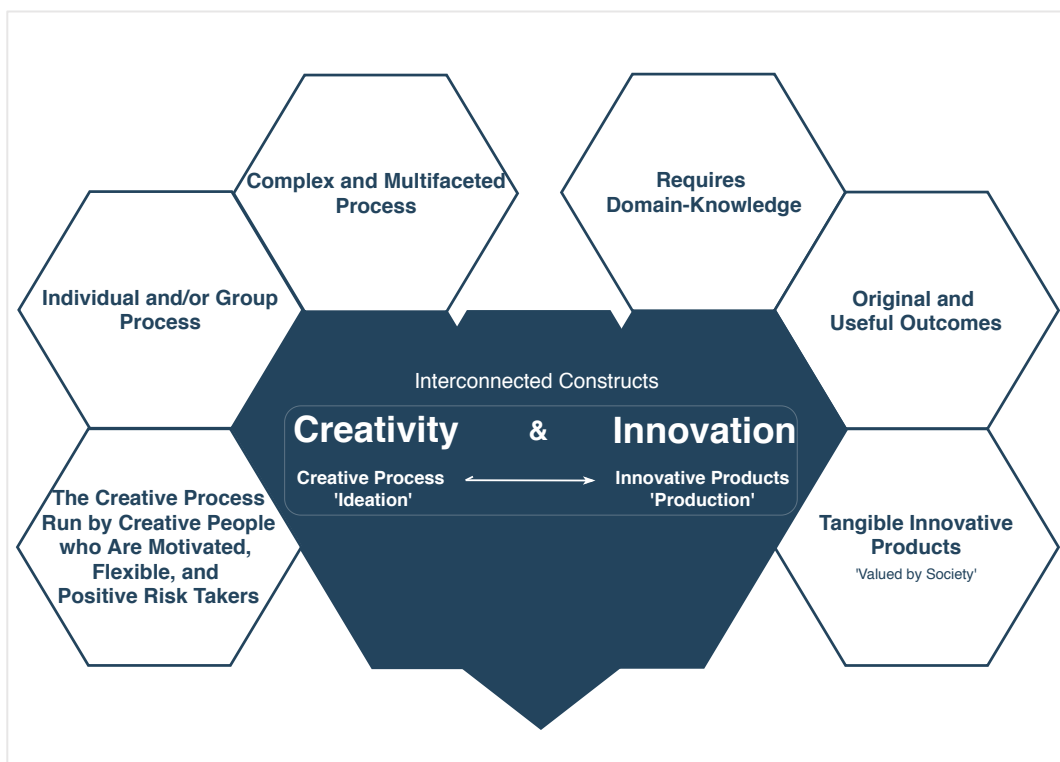 Complex and Multifaceted
Process
Requires
Domain-Knowledge
Individual and/or Group
Process
Original and
Useful Outcomes
Interconnected Constructs
Creativity & Innovation
Creative Process
'Ideation'
Innovative Products
'Production'
The Creative Process
Run by Creative People
who Are Motivated,
Flexible, and
Positive Risk Takers
Tangible Innovative
Products
'Valued by Society'